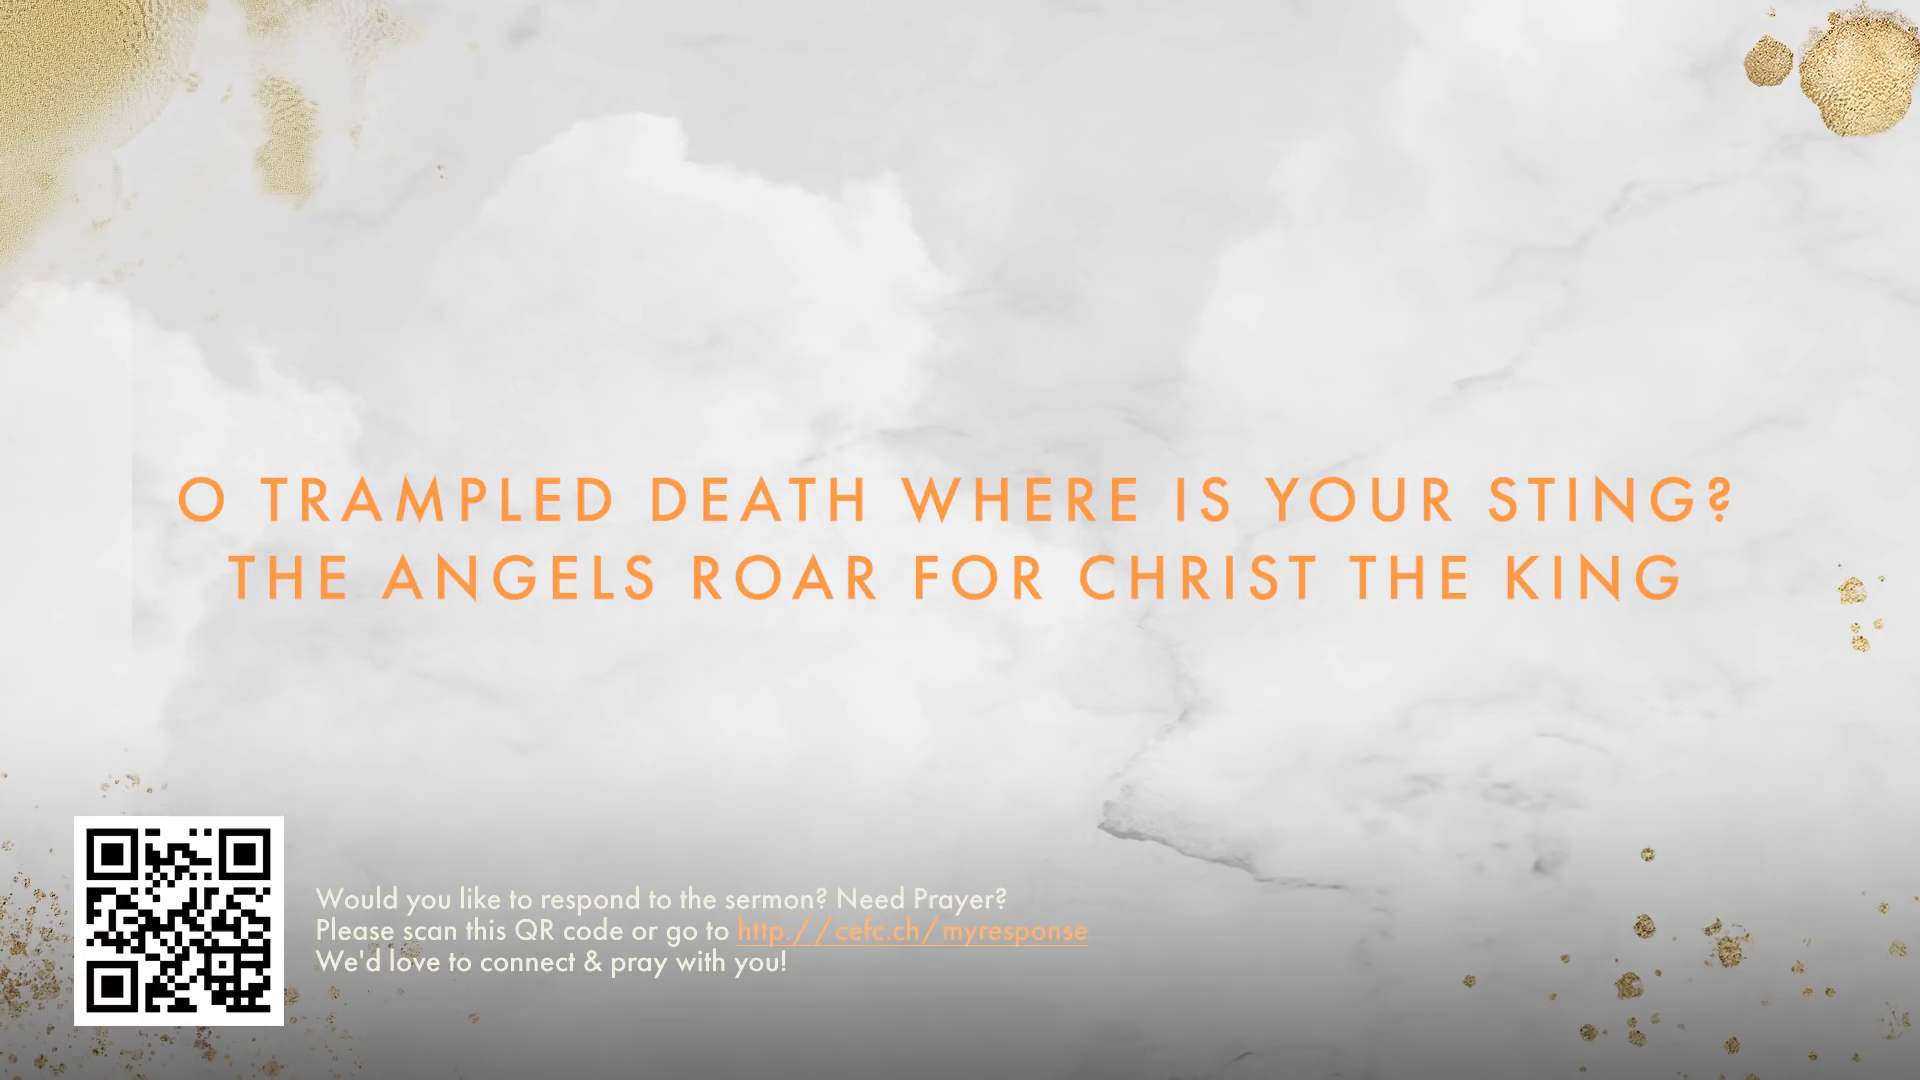 O TRAMPLED DEATH WHERE IS YOUR STING?
THE ANGELS ROAR FOR CHRIST THE KING
Would you like to respond to the sermon? Need Prayer?
Please scan this QR code or go to http://cefc.ch/myresponse
We'd love to connect & pray with you!